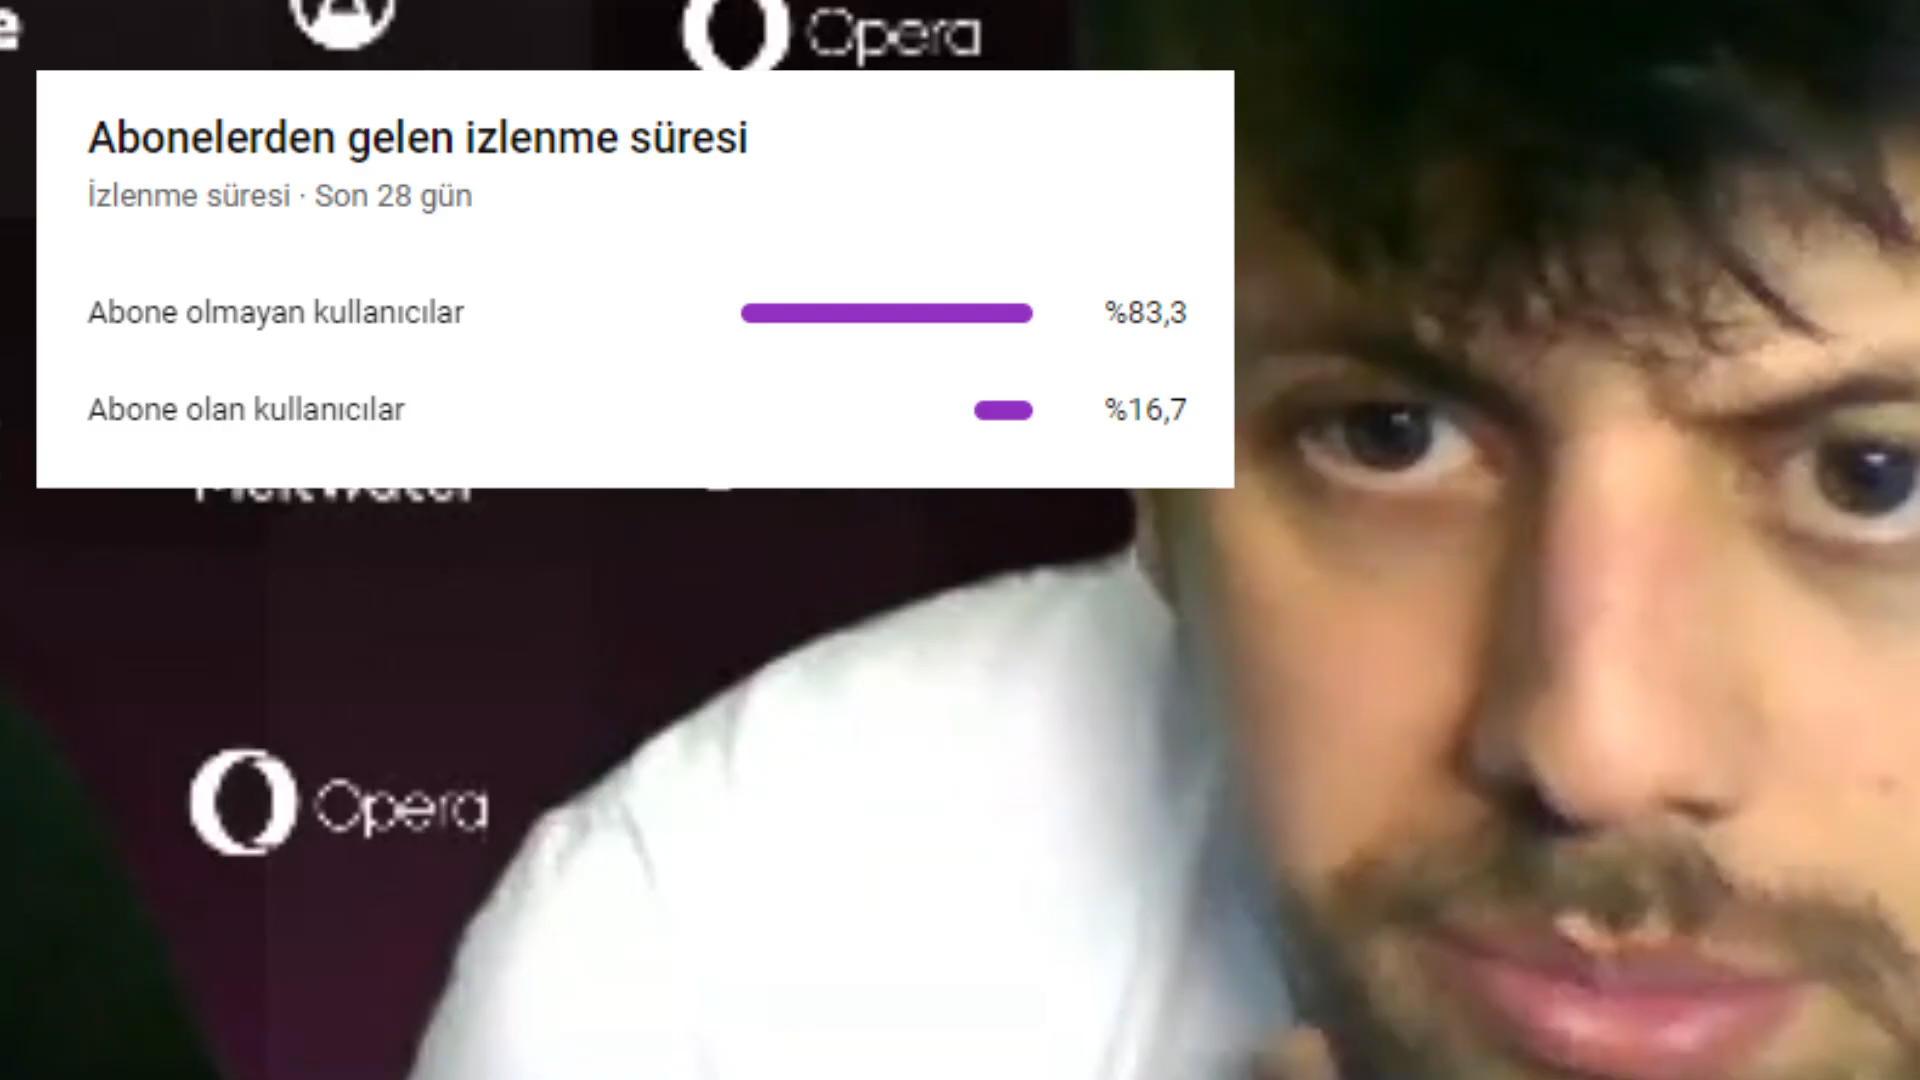 Opera
Abonelerden gelen izlenme süresi
İzlenme süresi · Son 28 gün
Abone olmayan kullanıcılar %83,3
Abone olan kullanıcılar %16,7
Opera